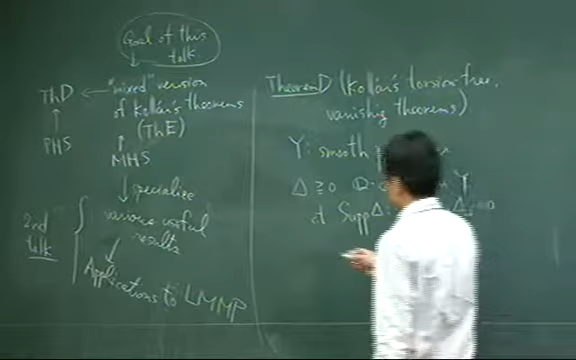 Goal of this
talk
ThD ← "mixed" version
of Kollár's theorems
(ThE)
PHS
MHS
specialize
2nd
talk
various useful
results
Applications to LMMP
Theorem D (Kollár's torsion-free,
vanishing theorems)
Y: smooth
Δ ≥ 0 Q- Y
st Supp Δ: